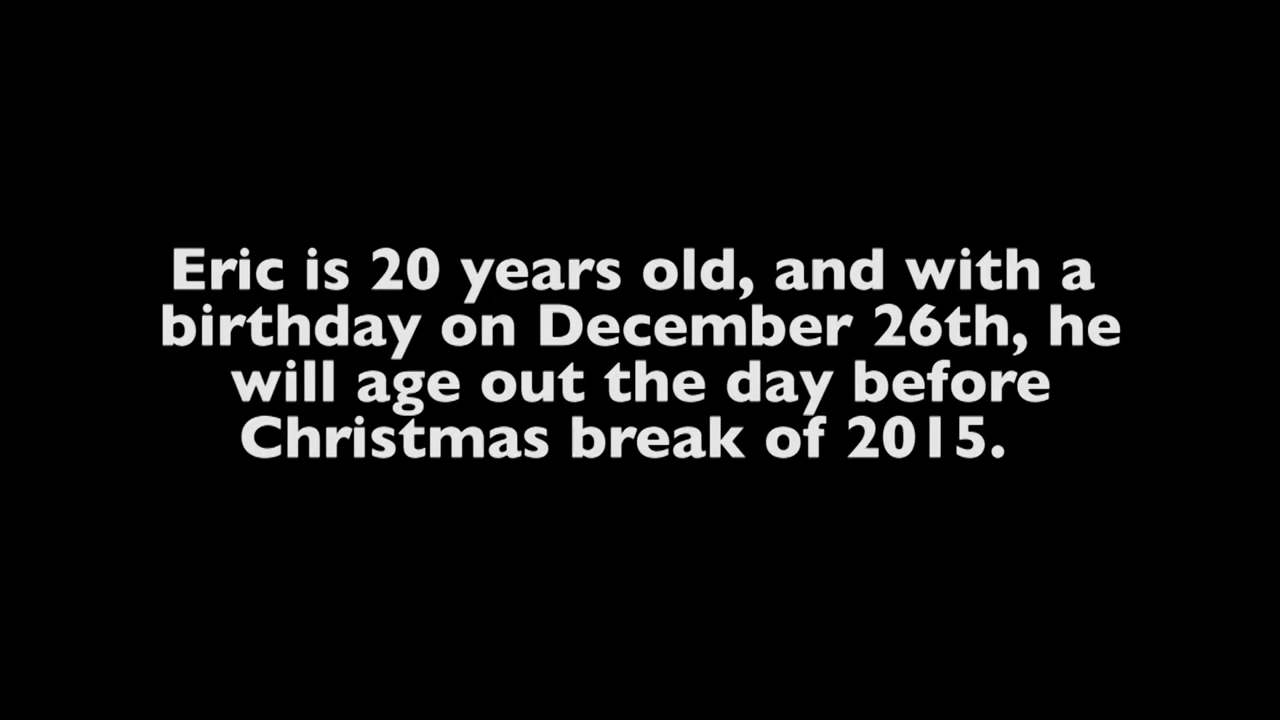 Eric is 20 years old, and with a
birthday on December 26th, he
will age out the day before
Christmas break of 2015.